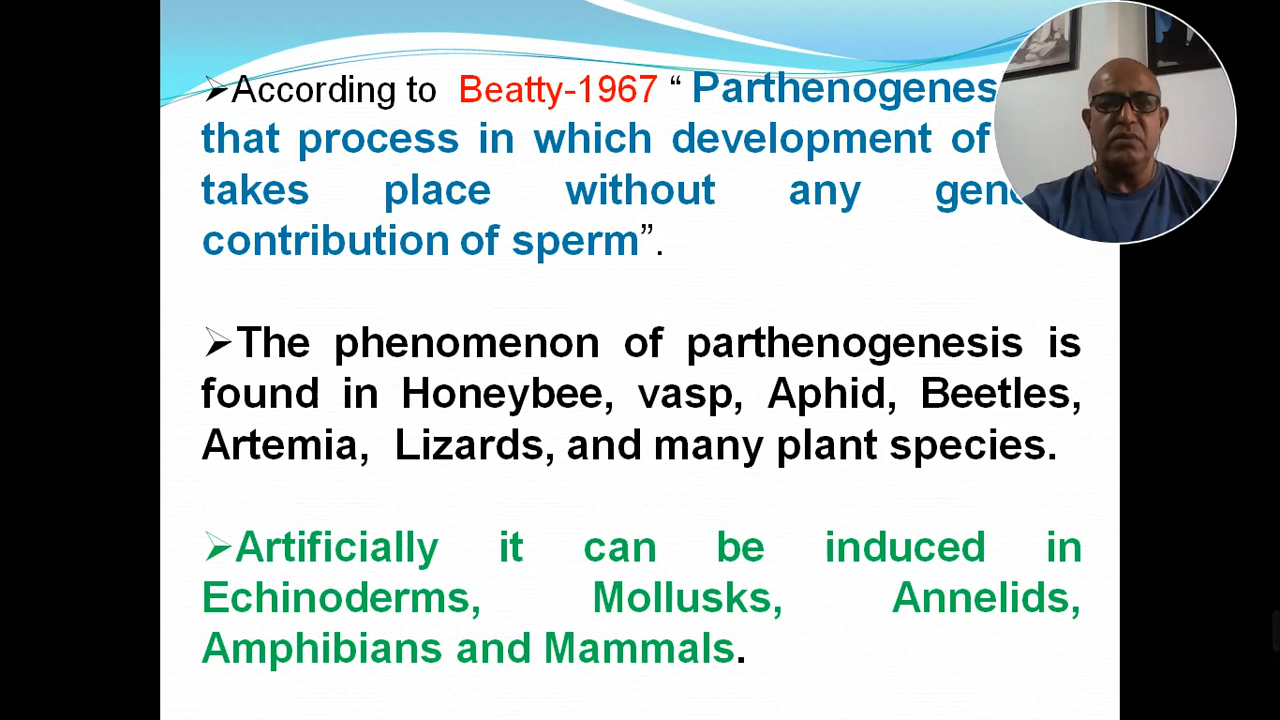 ➢According to Beatty-1967 “ Parthenogenes
that process in which development of
takes place without any gene
contribution of sperm”.
➢The phenomenon of parthenogenesis is
found in Honeybee, vasp, Aphid, Beetles,
Artemia, Lizards, and many plant species.
➢Artificially it can be induced in
Echinoderms, Mollusks, Annelids,
Amphibians and Mammals.